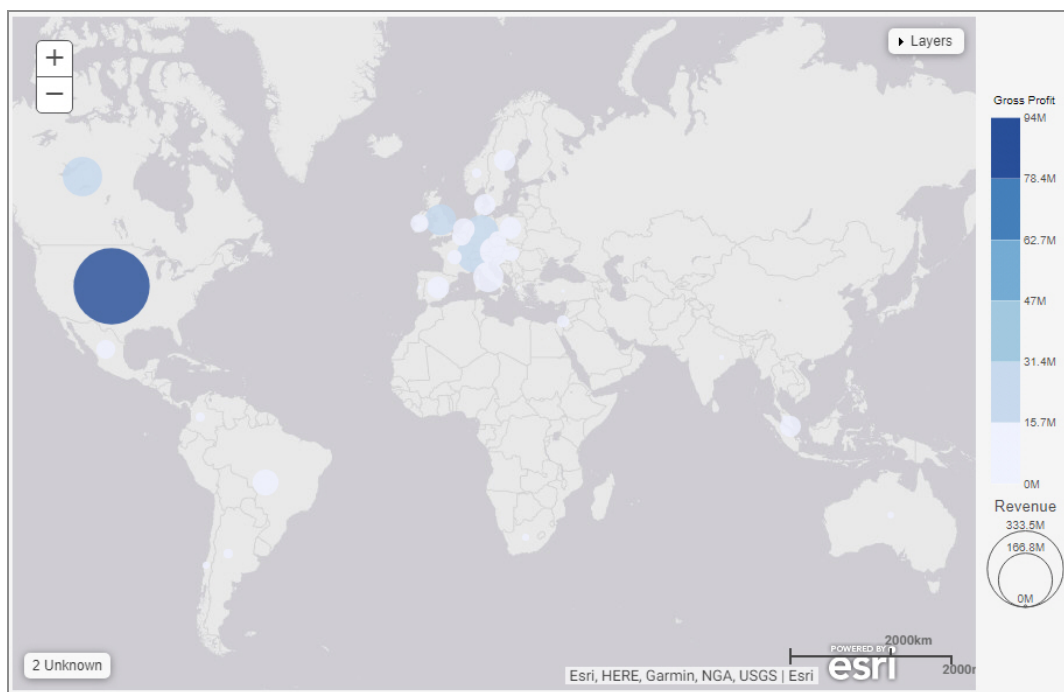 +
−
Layers
Gross Profit
94M
78.4M
62.7M
47M
31.4M
15.7M
0M
Revenue
333.5M
166.8M
0M
2 Unknown
2000km
POWERED BY
esri
Esri, HERE, Garmin, NGA, USGS | Esri